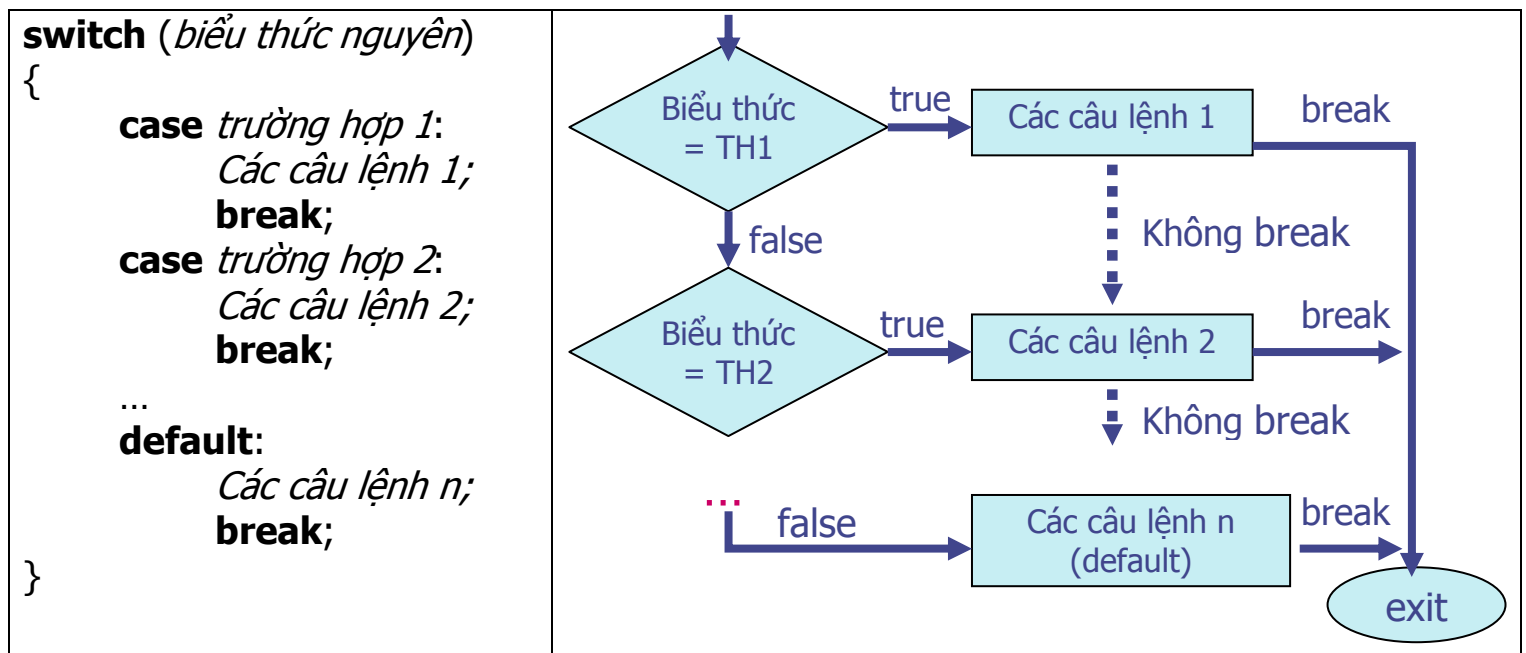 switch (biểu thức nguyên)
{
case trường hợp 1:
Các câu lệnh 1;
break;
case trường hợp 2:
Các câu lệnh 2;
break;
…
default:
Các câu lệnh n;
break;
}
Biểu thức
= TH1
true
Các câu lệnh 1
break
false
Không break
Biểu thức
= TH2
true
Các câu lệnh 2
break
Không break
…
false
Các câu lệnh n
(default)
break
exit